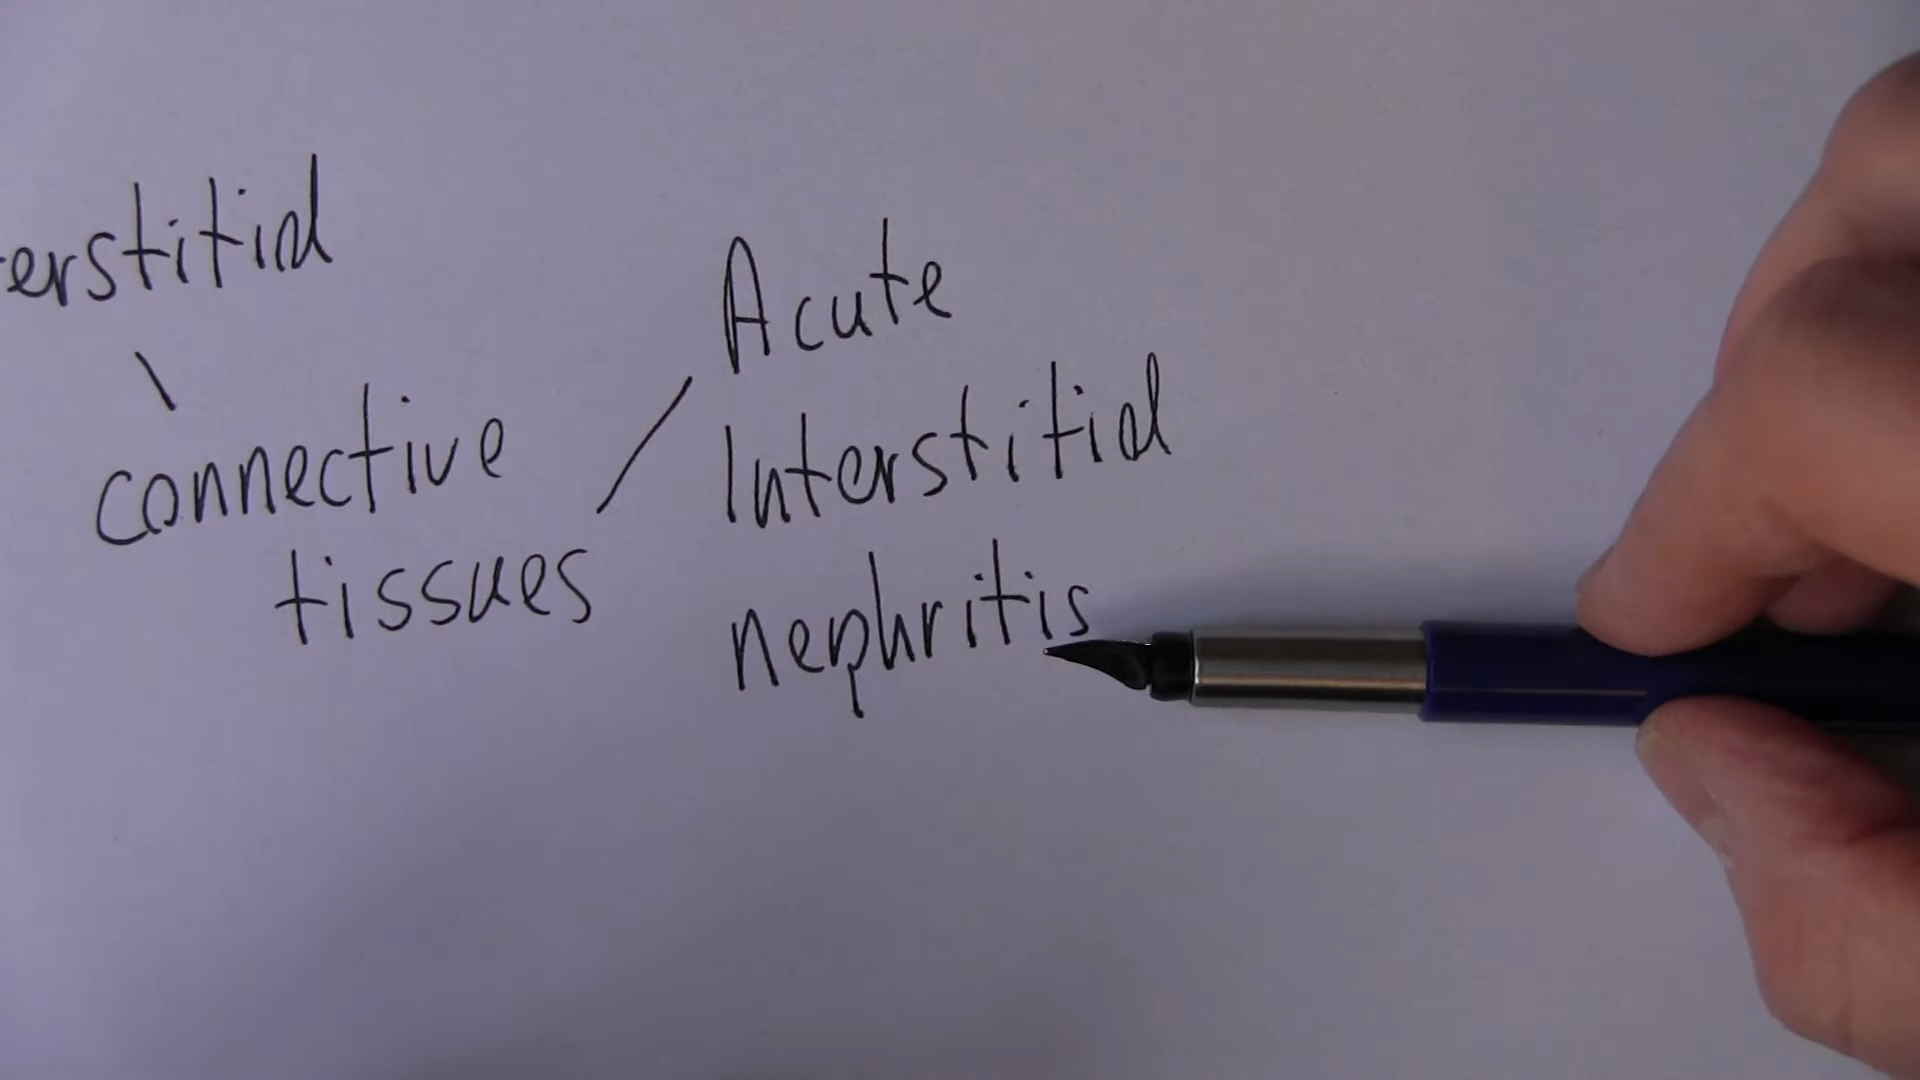 erstitial
connective
tissues
Acute
Interstitial
nephritis